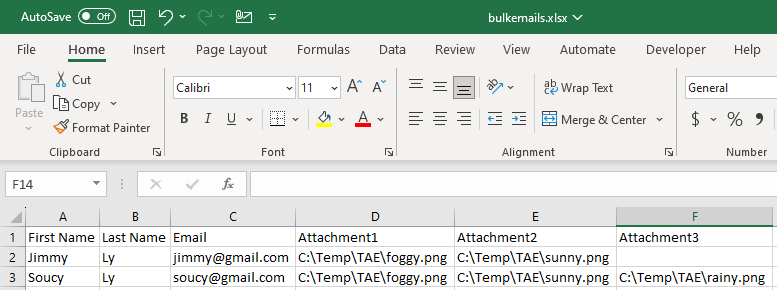 AutoSave Off bulkemails.xlsx
File Home Insert Page Layout Formulas Data Review View Automate Developer Help
Paste
Cut
Copy
Format Painter
Clipboard
Calibri 11 A A
B I U A
Font
ab Wrap Text
Merge & Center
Alignment
General
$ % 
Number
F14 fx
A B C D E F
1 First Name Last Name Email Attachment1 Attachment2 Attachment3
2 Jimmy Ly jimmy@gmail.com C:\Temp\TAE\foggy.png C:\Temp\TAE\sunny.png
3 Soucy Ly soucy@gmail.com C:\Temp\TAE\foggy.png C:\Temp\TAE\sunny.png C:\Temp\TAE\rainy.png